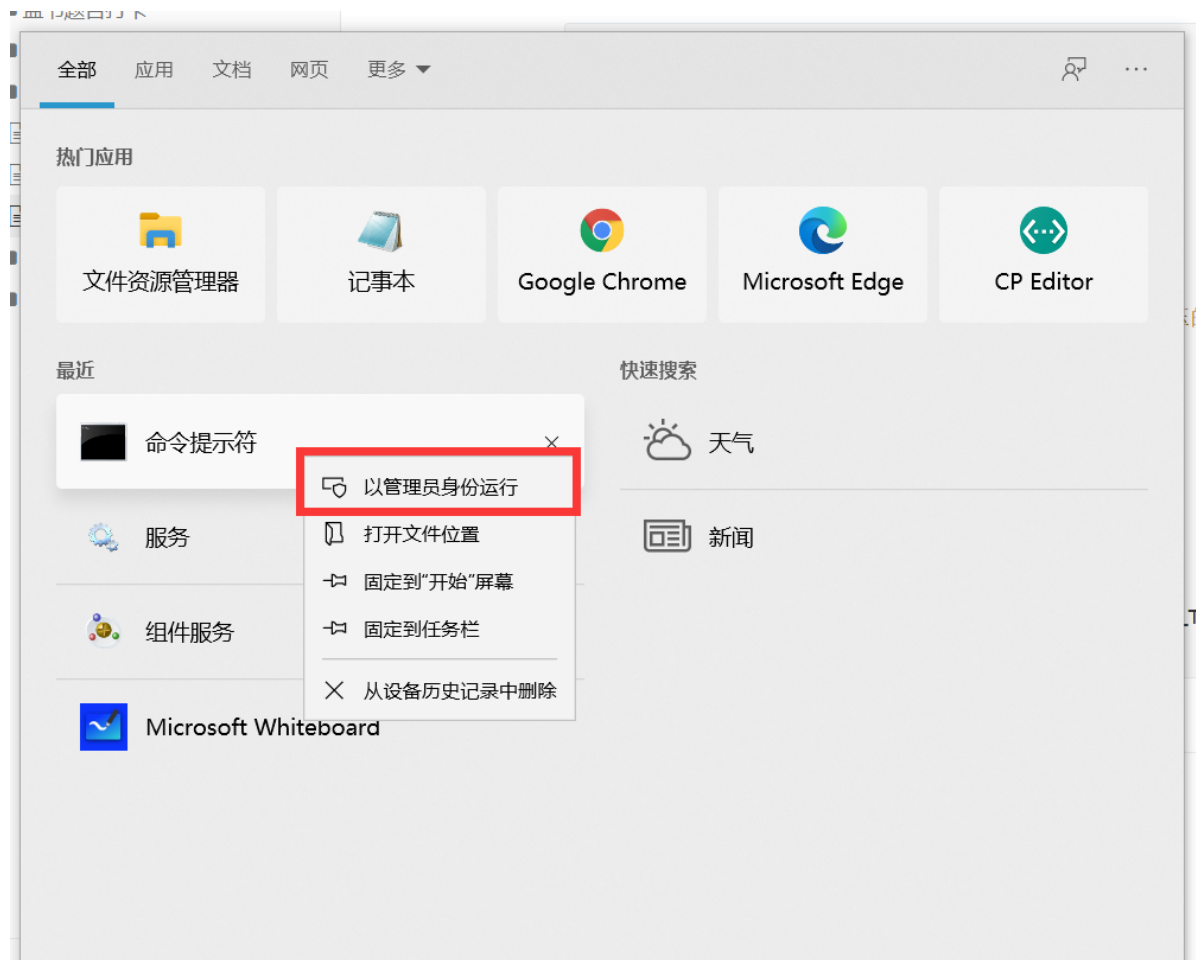 全部 应用 文档 网页 更多
热门应用
文件资源管理器 记事本 Google Chrome Microsoft Edge CP Editor
最近 快速搜索
命令提示符 天气
以管理员身份运行
打开文件位置
服务 新闻
固定到“开始”屏幕
固定到任务栏
组件服务
从设备历史记录中删除
Microsoft Whiteboard